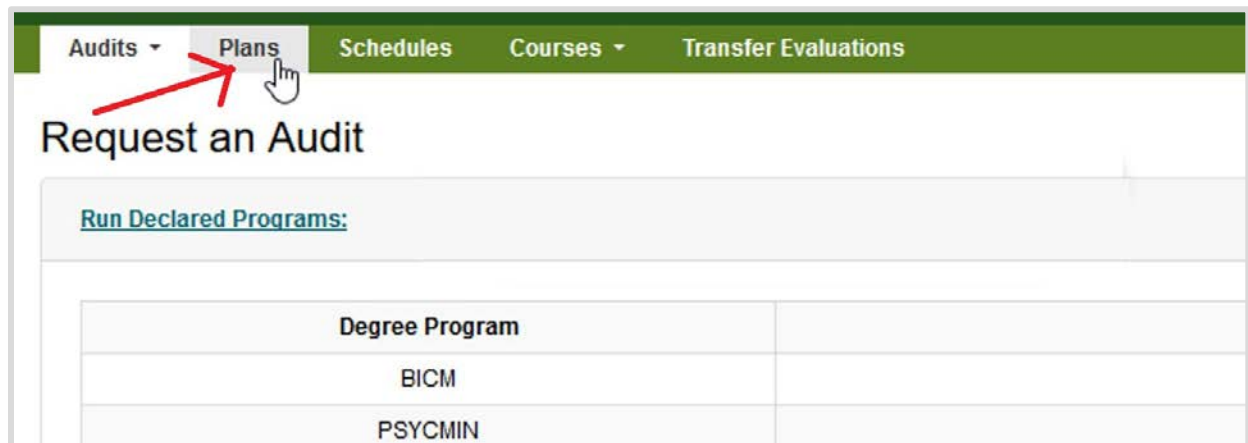 Audits Plans Schedules Courses Transfer Evaluations
Request an Audit
Run Declared Programs:
Degree Program
BICM
PSYCMIN